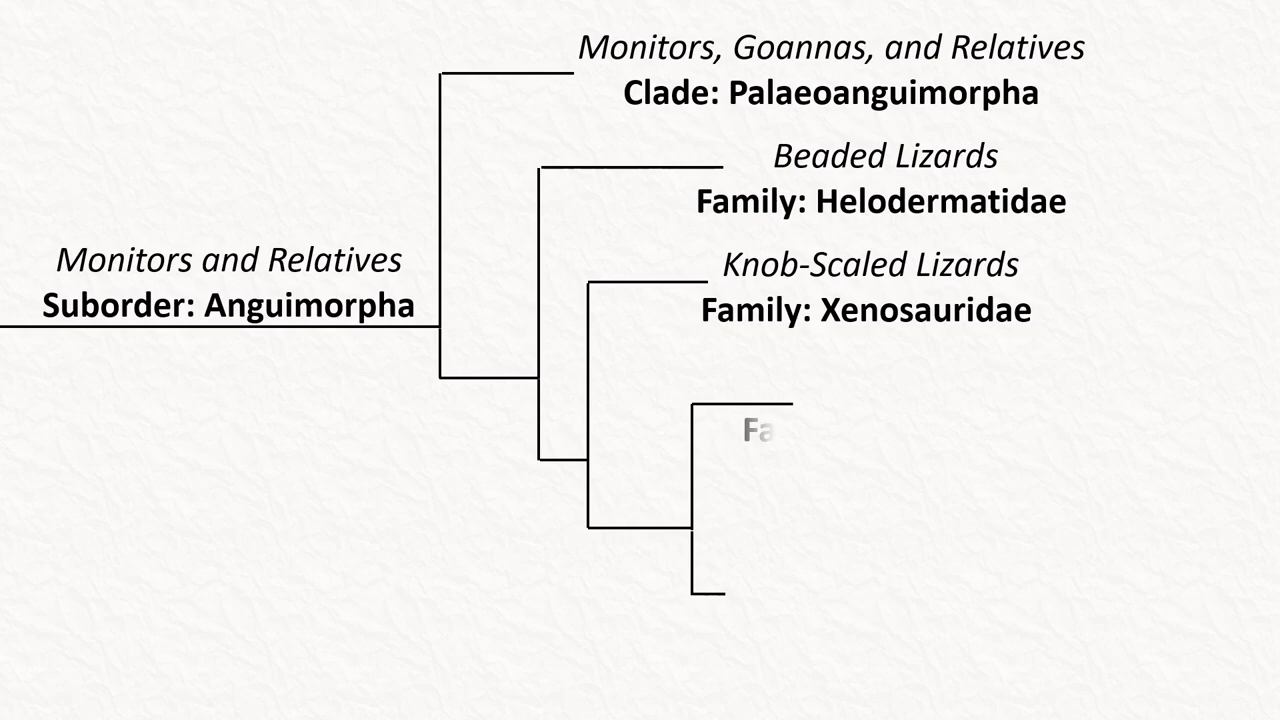 Monitors, Goannas, and Relatives
Clade: Palaeoanguimorpha
Beaded Lizards
Family: Helodermatidae
Monitors and Relatives
Suborder: Anguimorpha
Knob-Scaled Lizards
Family: Xenosauridae